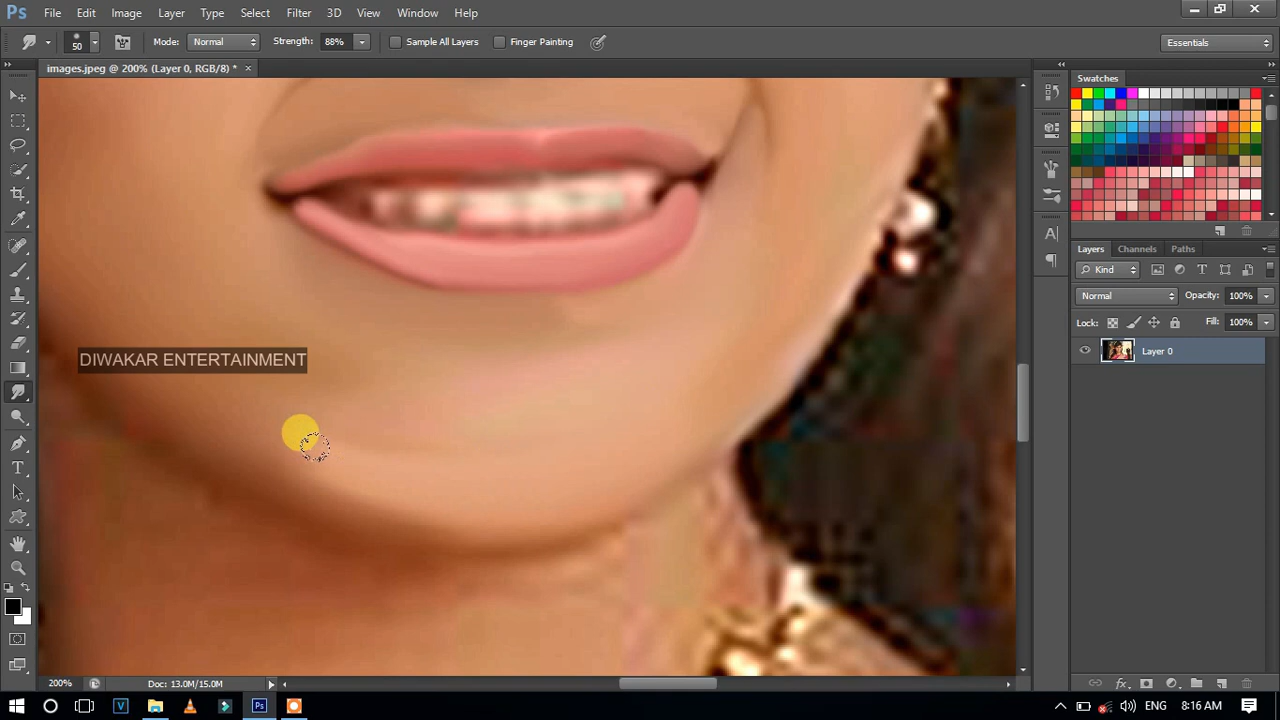 Ps File Edit Image Layer Type Select Filter 3D View Window Help
50 Mode: Normal Strength: 88% Sample All Layers Finger Painting Essentials
images.jpeg @ 200% (Layer 0, RGB/8) * ×
Swatches
DIWAKAR ENTERTAINMENT
Layers Channels Paths
Kind
Normal Opacity: 100%
Lock: Fill: 100%
Layer 0
200% Doc: 13.0M/15.0M
ENG 8:16 AM